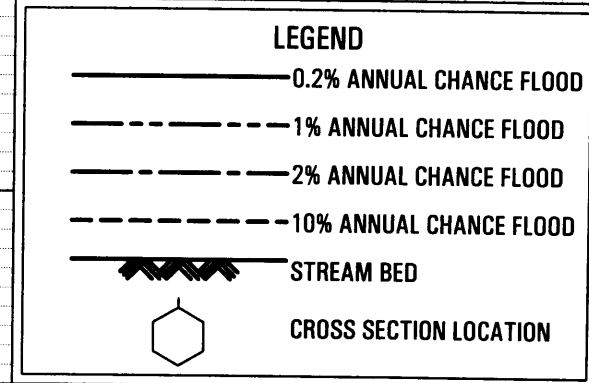 LEGEND
0.2% ANNUAL CHANCE FLOOD
1% ANNUAL CHANCE FLOOD
2% ANNUAL CHANCE FLOOD
10% ANNUAL CHANCE FLOOD
STREAM BED
CROSS SECTION LOCATION